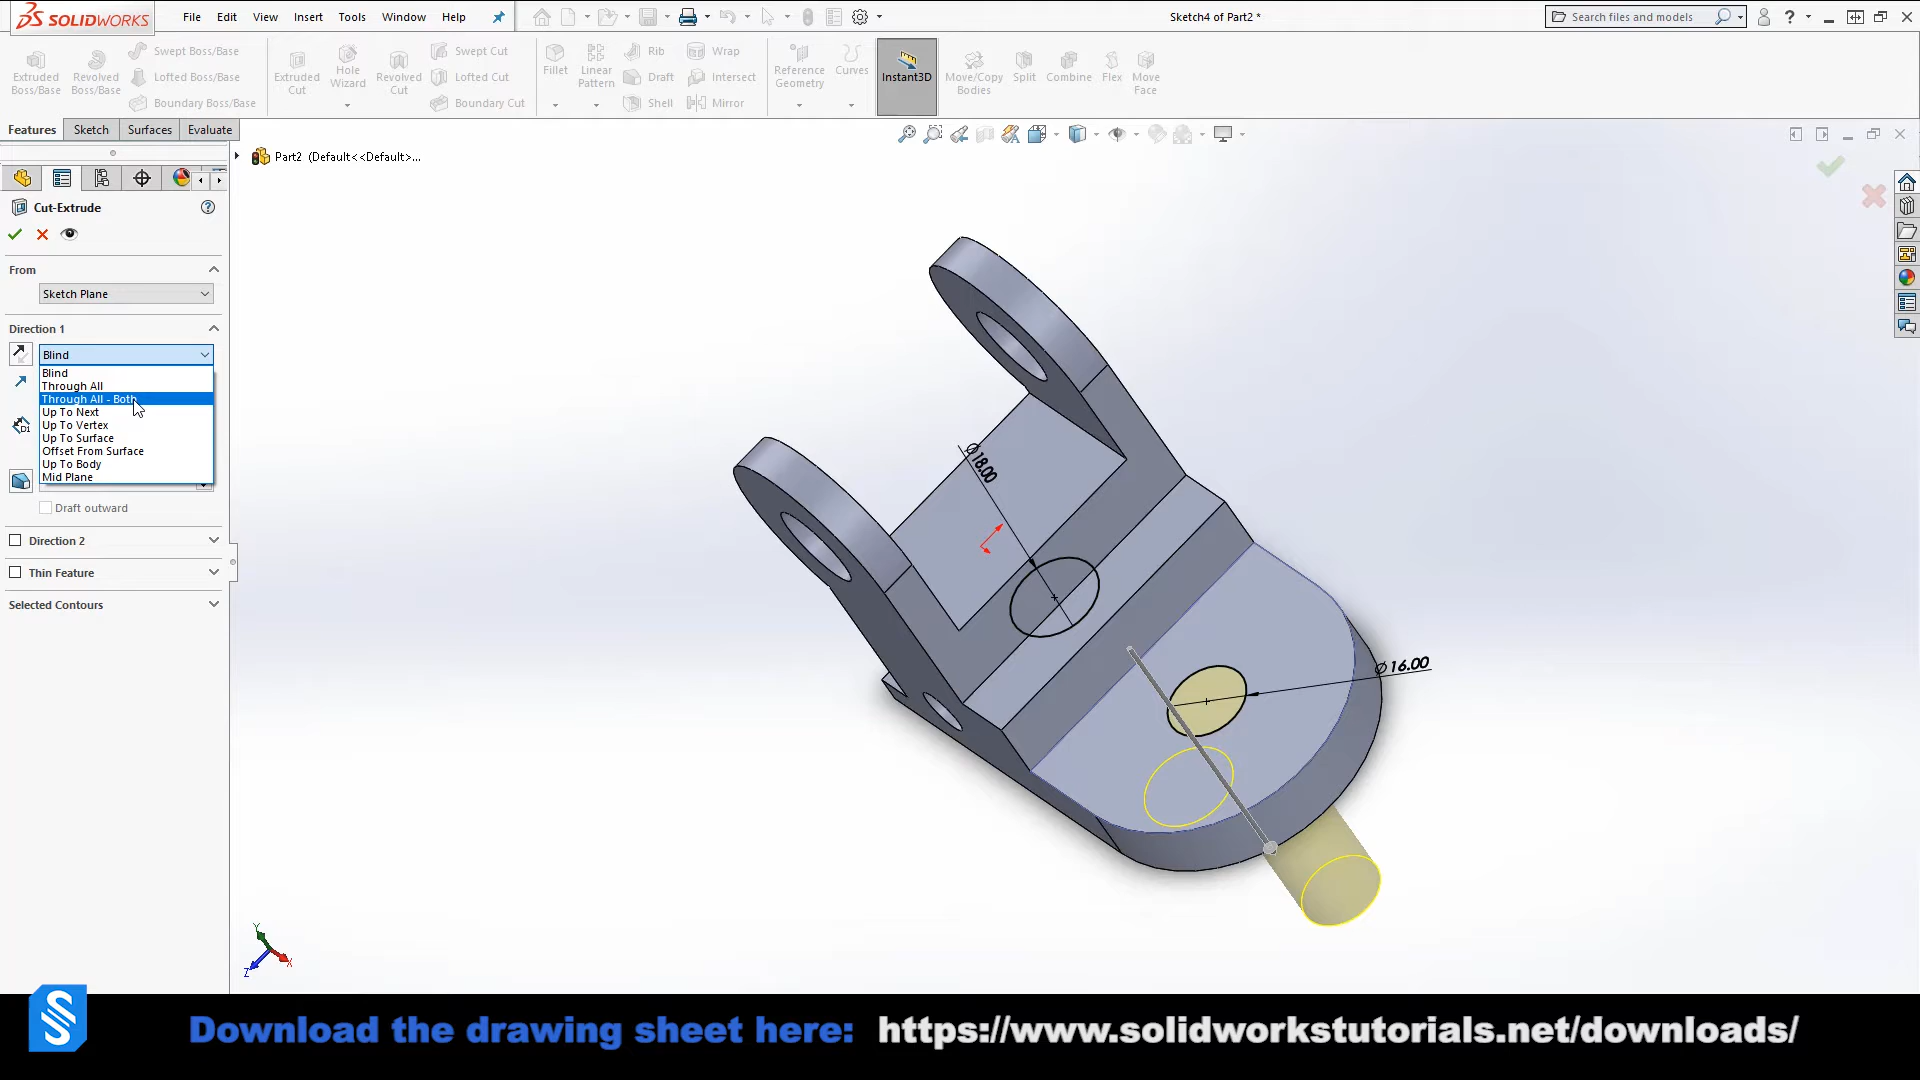 SOLIDWORKS File Edit View Insert Tools Window Help Sketch4 of Part2 * Search files and models ?
Extruded Boss/Base
Revolved Boss/Base
Swept Boss/Base
Lofted Boss/Base
Boundary Boss/Base
Extruded Cut
Hole Wizard
Revolved Cut
Swept Cut
Lofted Cut
Boundary Cut
Fillet
Linear Pattern
Rib
Draft
Shell
Wrap
Intersect
Mirror
Reference Geometry
Curves
Instant3D
Move/Copy Bodies
Split
Combine
Flex
Move Face
Features Sketch Surfaces Evaluate
Part2 (Default<<Default>...
Cut-Extrude ?
From
Sketch Plane
Direction 1
Blind
Blind
Through All
Through All - Both
Up To Next
Up To Vertex
Up To Surface
Offset From Surface
Up To Body
Mid Plane
Draft outward
Direction 2
Thin Feature
Selected Contours
∅18.00
∅16.00
Y
X
Z
Download the drawing sheet here: https://www.solidworkstutorials.net/downloads/